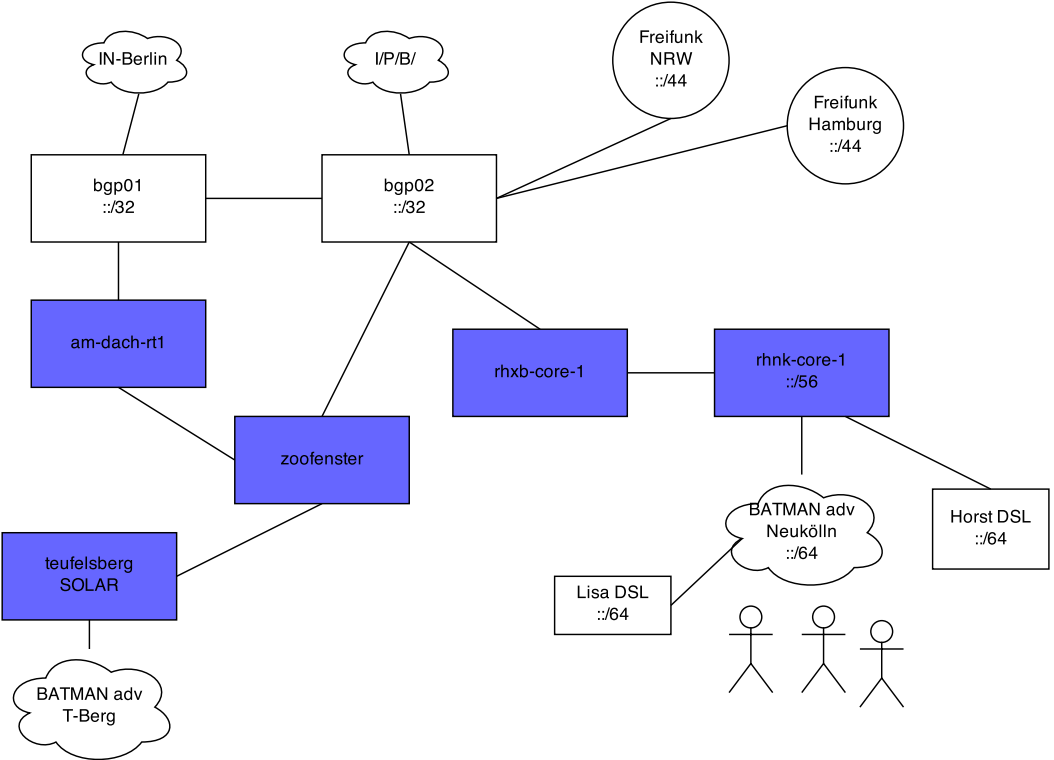 IN-Berlin
I/P/B/
Freifunk
NRW
::/44
Freifunk
Hamburg
::/44
bgp01
::/32
bgp02
::/32
am-dach-rt1
rhxb-core-1
rhnk-core-1
::/56
zoofenster
BATMAN adv
Neukölln
::/64
Horst DSL
::/64
teufelsberg
SOLAR
Lisa DSL
::/64
BATMAN adv
T-Berg